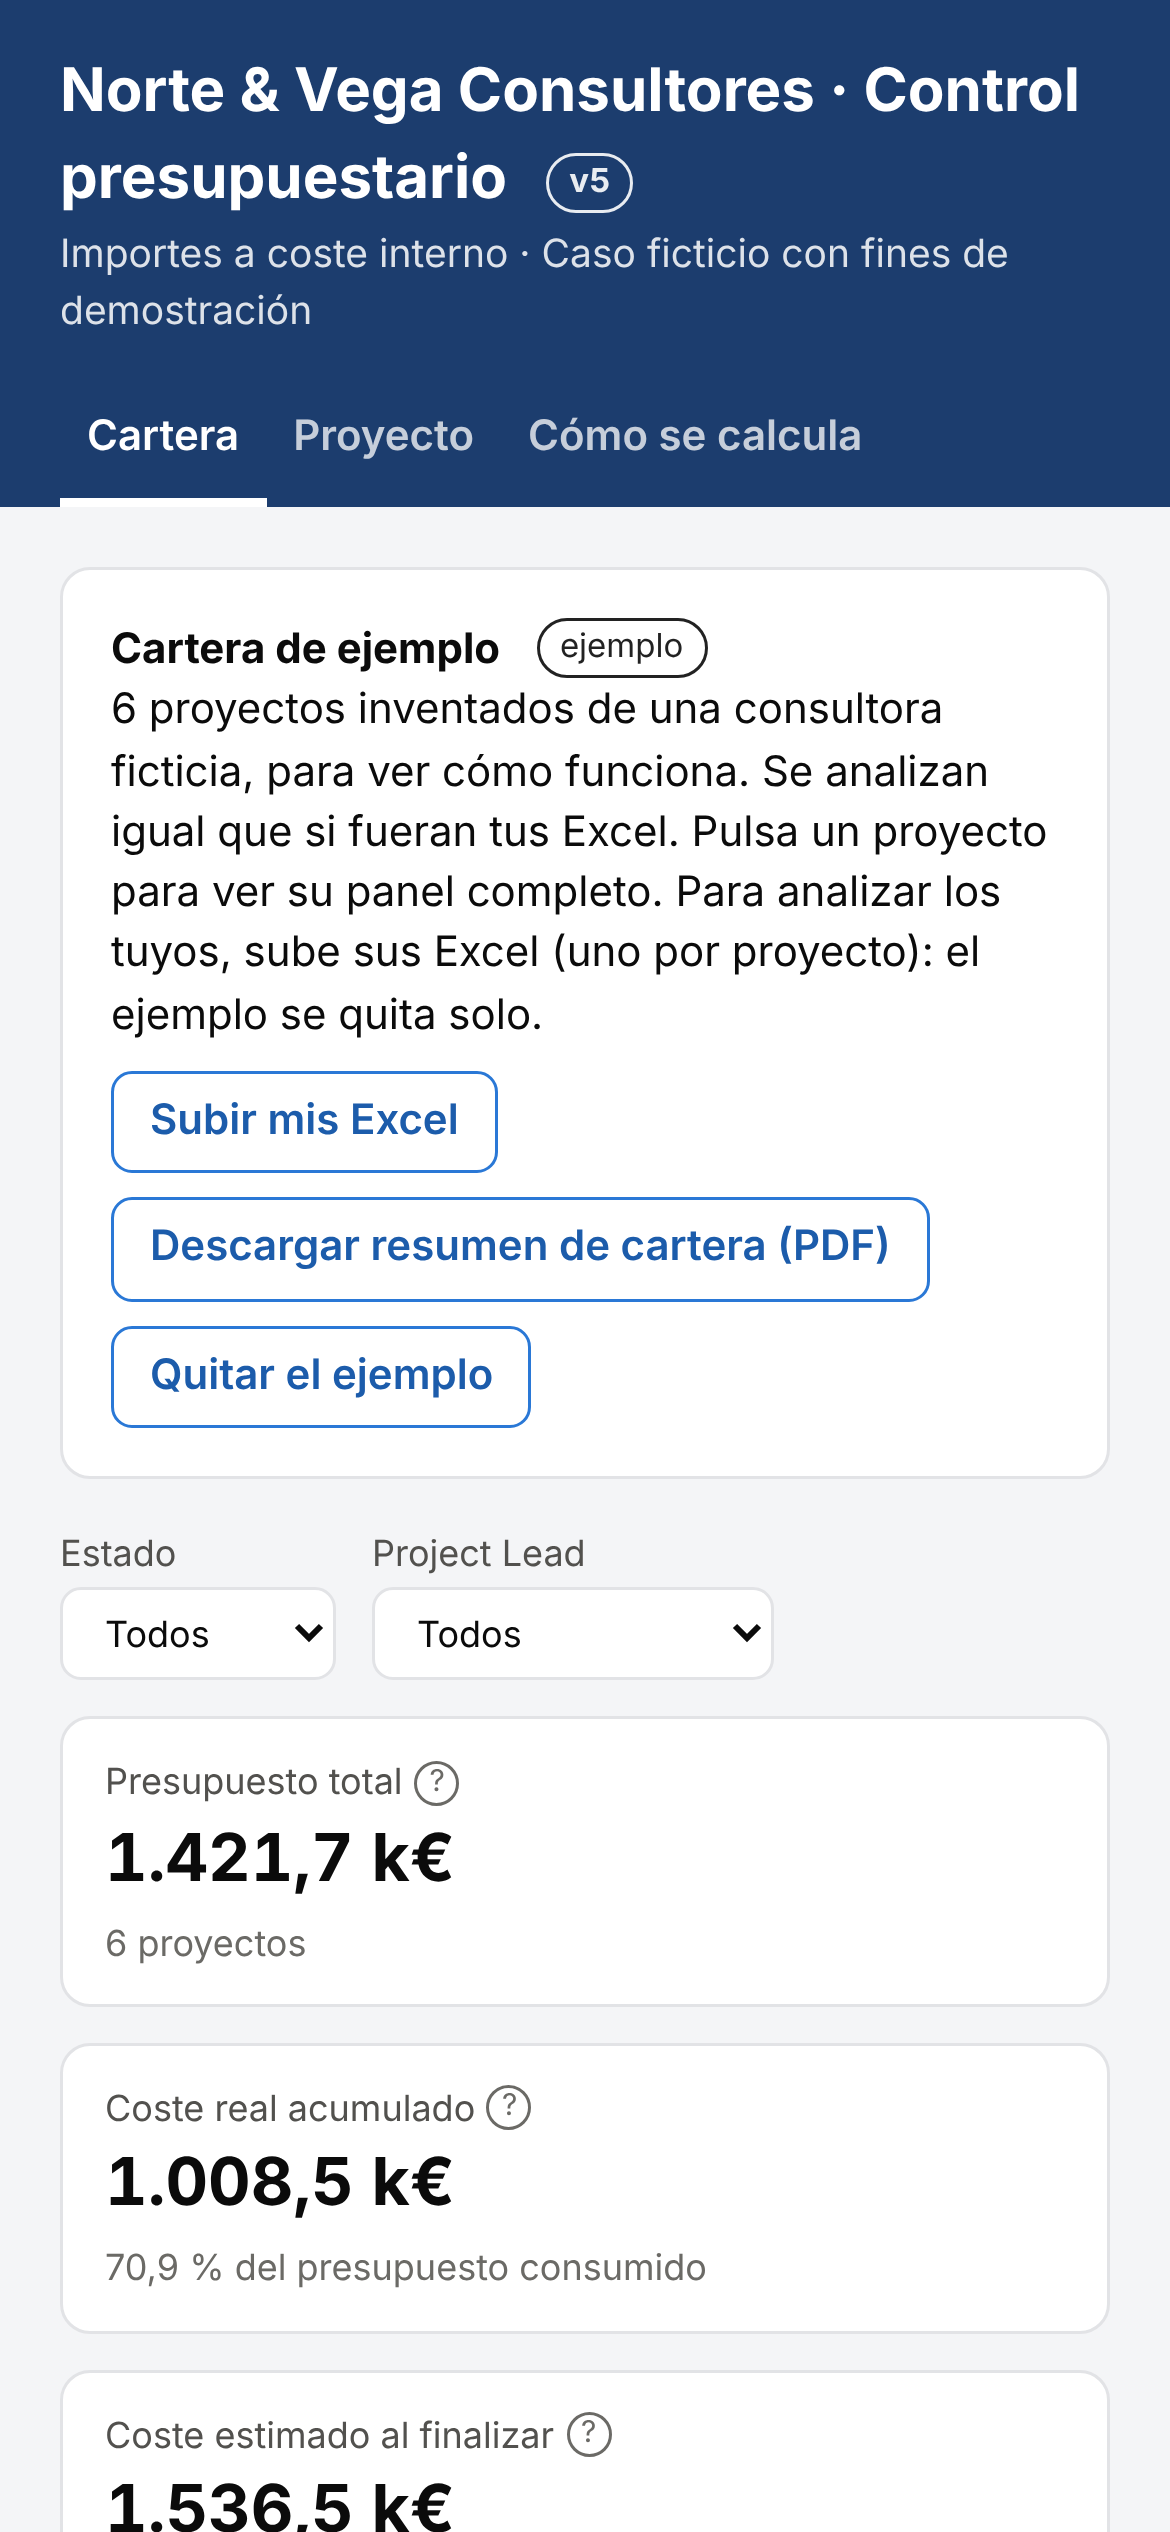 Norte & Vega Consultores · Control
presupuestario v5
Importes a coste interno · Caso ficticio con fines de
demostración
Cartera Proyecto Cómo se calcula
Cartera de ejemplo ejemplo
6 proyectos inventados de una consultora
ficticia, para ver cómo funciona. Se analizan
igual que si fueran tus Excel. Pulsa un proyecto
para ver su panel completo. Para analizar los
tuyos, sube sus Excel (uno por proyecto): el
ejemplo se quita solo.
Subir mis Excel
Descargar resumen de cartera (PDF)
Quitar el ejemplo
Estado Project Lead
Todos Todos
Presupuesto total ?
1.421,7 k€
6 proyectos
Coste real acumulado ?
1.008,5 k€
70,9 % del presupuesto consumido
Coste estimado al finalizar ?
1.536,5 k€